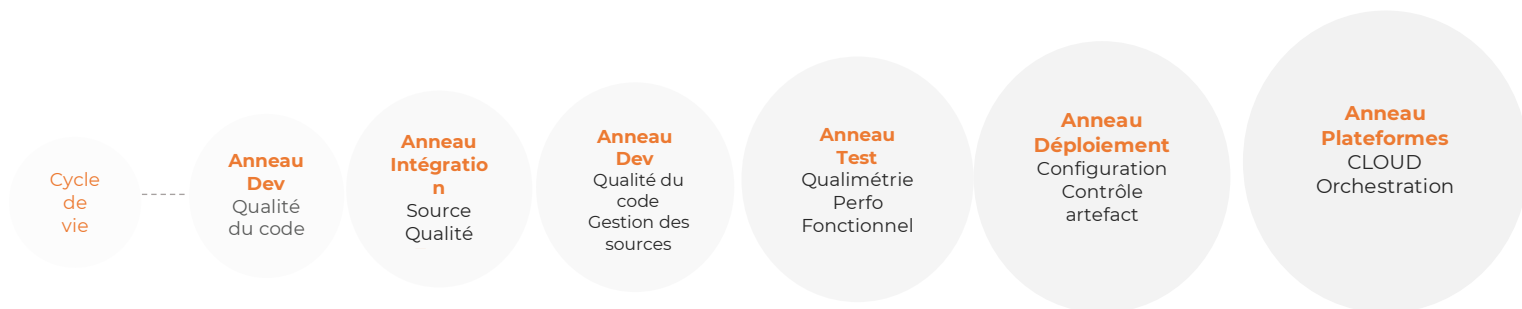 Cycle
de
vie
Anneau
Dev
Qualité
du code
Anneau
Intégratio
n
Source
Qualité
Anneau
Dev
Qualité du
code
Gestion des
sources
Anneau
Test
Qualimétrie
Perfo
Fonctionnel
Anneau
Déploiement
Configuration
Contrôle
artefact
Anneau
Plateformes
CLOUD
Orchestration